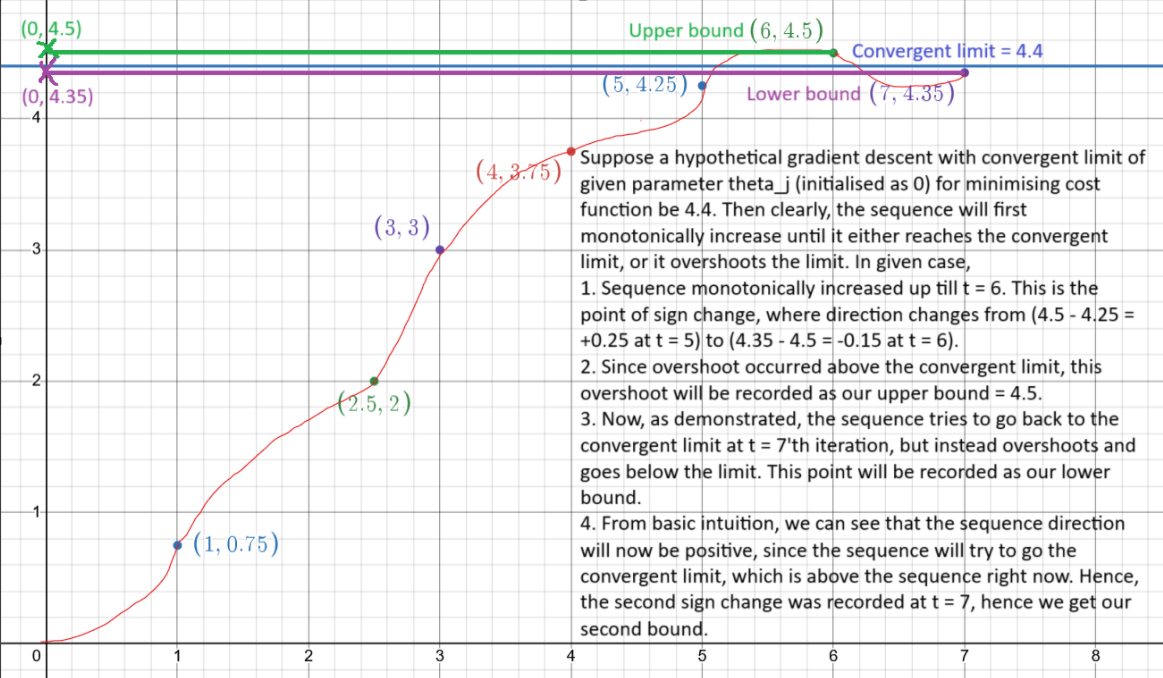 (0, 4.5)
Upper bound (6, 4.5)
Convergent limit = 4.4
(5, 4.25)
Lower bound (7, 4.35)
(0, 4.35)
4
(4, 3.75)
Suppose a hypothetical gradient descent with convergent limit of
given parameter theta_j (initialised as 0) for minimising cost
function be 4.4. Then clearly, the sequence will first
monotonically increase until it either reaches the convergent
limit, or it overshoots the limit. In given case,
1. Sequence monotonically increased up till t = 6. This is the
point of sign change, where direction changes from (4.5 - 4.25 =
+0.25 at t = 5) to (4.35 - 4.5 = -0.15 at t = 6).
2. Since overshoot occurred above the convergent limit, this
overshoot will be recorded as our upper bound = 4.5.
3. Now, as demonstrated, the sequence tries to go back to the
convergent limit at t = 7'th iteration, but instead overshoots and
goes below the limit. This point will be recorded as our lower
bound.
4. From basic intuition, we can see that the sequence direction
will now be positive, since the sequence will try to go the
convergent limit, which is above the sequence right now. Hence,
the second sign change was recorded at t = 7, hence we get our
second bound.
(3, 3)
3
2
(2.5, 2)
1
(1, 0.75)
0 1 2 3 4 5 6 7 8